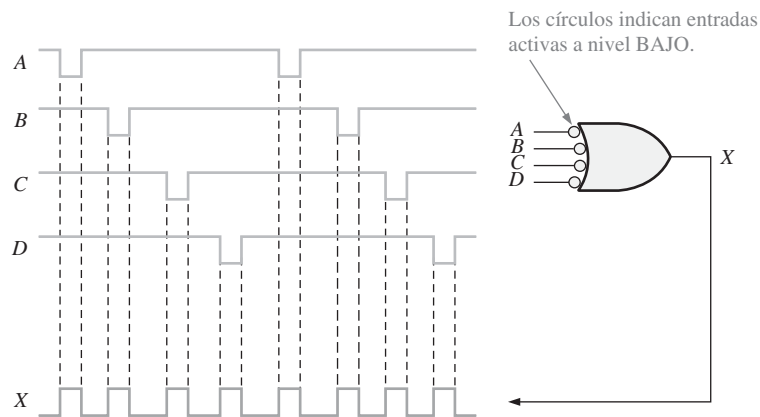 Los círculos indican entradas
activas a nivel BAJO.
A
B
C
D
X
A
B
C
D
X